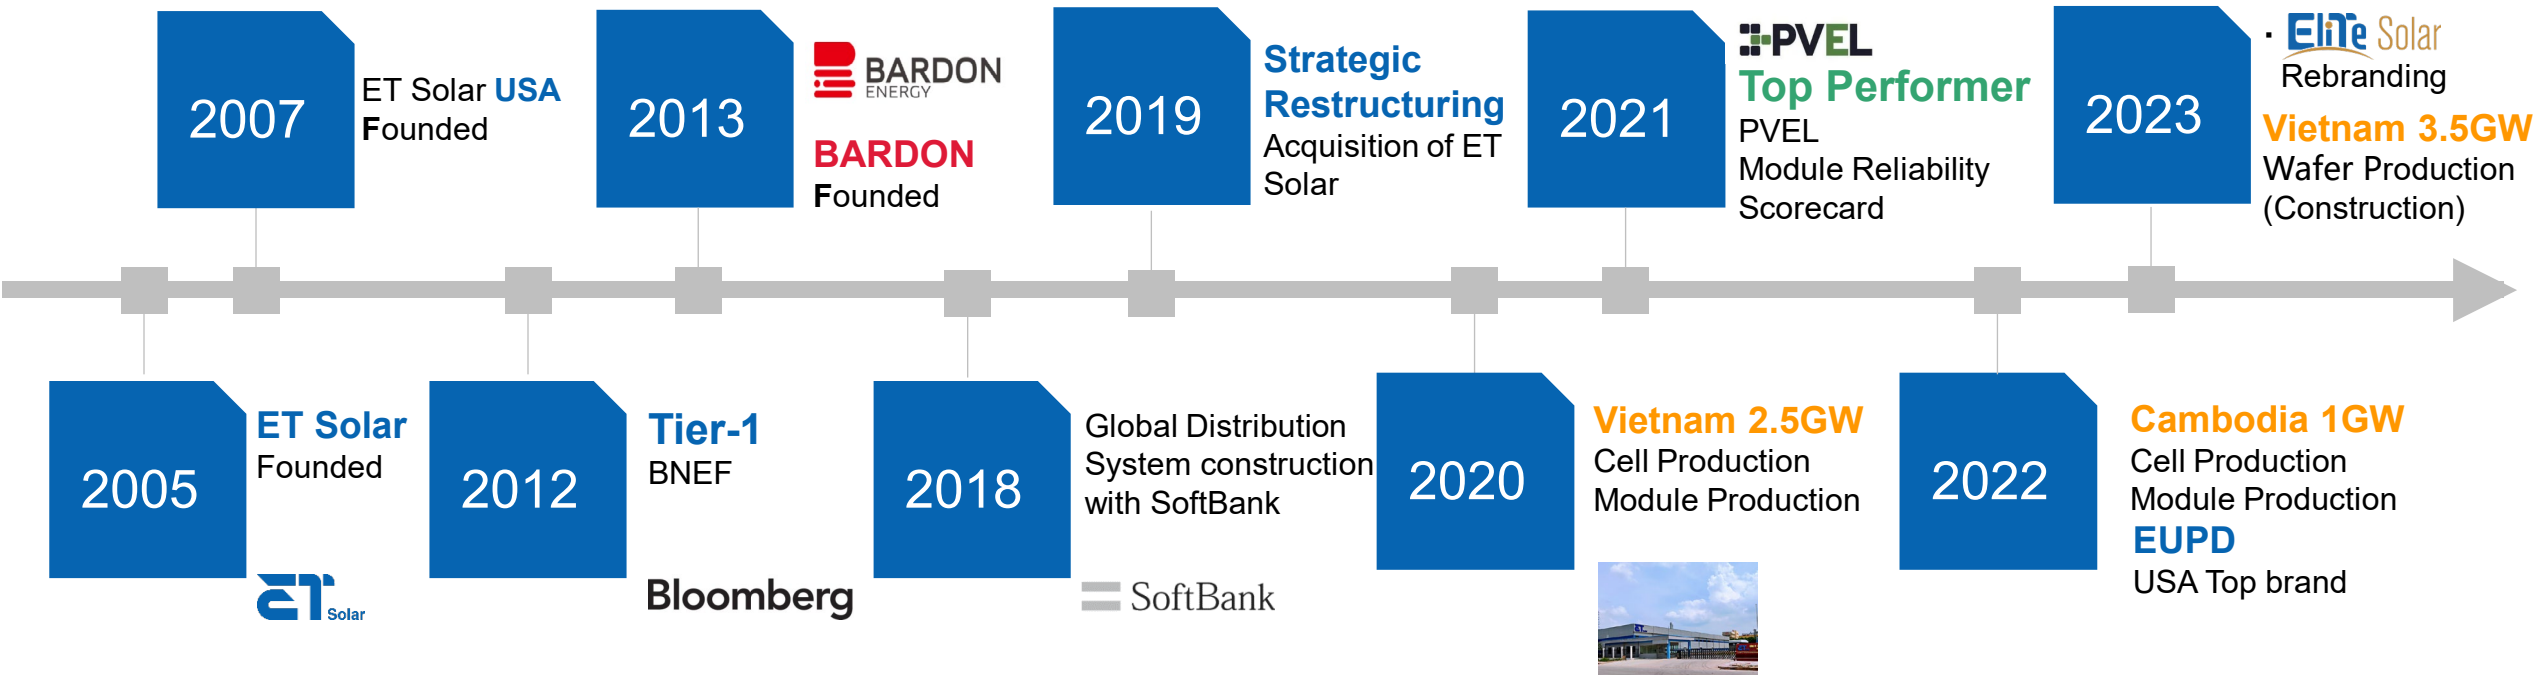 2007
ET Solar USA
Founded
2013
BARDON
ENERGY
BARDON
Founded
2019
Strategic
Restructuring
Acquisition of ET
Solar
2021
PVEL
Top Performer
PVEL
Module Reliability
Scorecard
2023
· EliTe Solar
Rebranding
Vietnam 3.5GW
Wafer Production
(Construction)
2005
ET Solar
Founded
ET Solar
2012
Tier-1
BNEF
Bloomberg
2018
Global Distribution
System construction
with SoftBank
SoftBank
2020
Vietnam 2.5GW
Cell Production
Module Production
ET
2022
Cambodia 1GW
Cell Production
Module Production
EUPD
USA Top brand